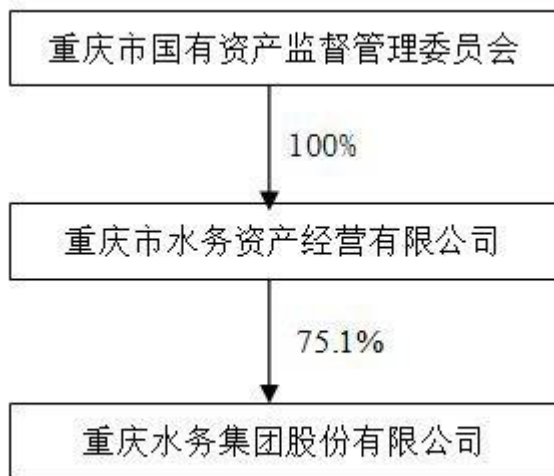 重庆市国有资产监督管理委员会
100%
重庆市水务资产经营有限公司
75.1%
重庆水务集团股份有限公司